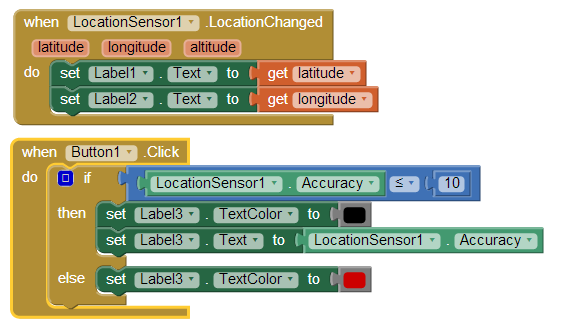 when LocationSensor1 .LocationChanged
latitude longitude altitude
do set Label1 . Text to get latitude
set Label2 . Text to get longitude
when Button1 .Click
do if LocationSensor1 . Accuracy ≤ 10
then set Label3 . TextColor to
set Label3 . Text to LocationSensor1 . Accuracy
else set Label3 . TextColor to